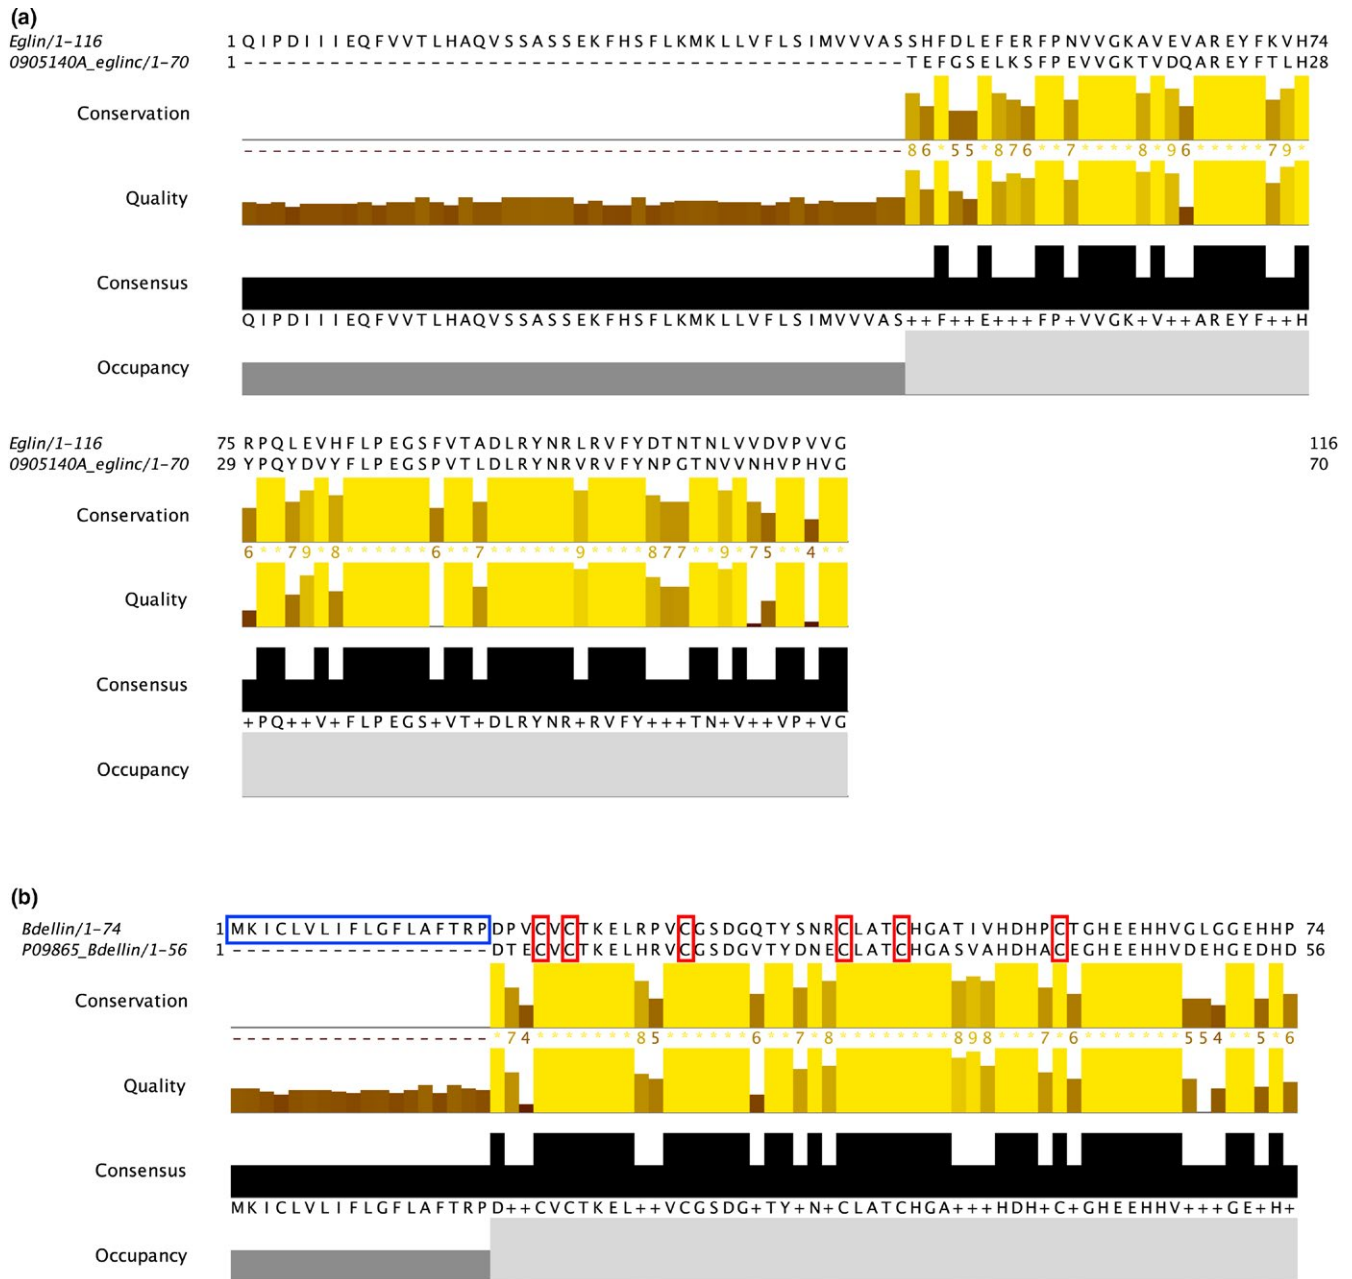 (a)
Eglin/1-116 1 Q I P D I I I E Q F V V T L H A Q V S S A S S E K F H S F L K M K L L V F L S I M V V V A S S H F D L E F E R F P N V V G K A V E V A R E Y F K V H 74
0905140A_eglinc/1-70 1 - - - - - - - - - - - - - - - - - - - - - - - - - - - - - - - - - - - - - - - - - - - - - - T E F G S E L K S F P E V V G K T V D Q A R E Y F T L H 28
Conservation
- - - - - - - - - - - - - - - - - - - - - - - - - - - - - - - - - - - - - - - - - - - - - - 8 6 * 5 5 * 8 7 6 * * 7 * * * * 8 * 9 6 * * * * * 7 9 *
Quality
Consensus
Q I P D I I I E Q F V V T L H A Q V S S A S S E K F H S F L K M K L L V F L S I M V V V A S + + F + + E + + + F P + V V G K + V + + A R E Y F + + H
Occupancy
Eglin/1-116 75 R P Q L E V H F L P E G S F V T A D L R Y N R L R V F Y D T N T N L V V D V P V V G 116
0905140A_eglinc/1-70 29 Y P Q Y D V Y F L P E G S P V T L D L R Y N R V R V F Y N P G T N V V N H V P H V G 70
Conservation
6 * * 7 9 * 8 * * * * * * 6 * * 7 * * * * * * 9 * * * * 8 7 7 * * 9 * 7 5 * * 4 * *
Quality
Consensus
+ P Q + + V + F L P E G S + V T + D L R Y N R + R V F Y + + + T N + V + + V P + V G
Occupancy
(b)
Bdellin/1-74 1 M K I C L V L I F L G F L A F T R P D P V C V C T K E L R P V C G S D G Q T Y S N R C L A T C H G A T I V H D H P C T G H E E H H V G L G G E H H P 74
P09865_Bdellin/1-56 1 - - - - - - - - - - - - - - - - - - D T E C V C T K E L H R V C G S D G V T Y D N E C L A T C H G A S V A H D H A C E G H E E H H V D E H G E D H D 56
Conservation
- - - - - - - - - - - - - - - - - - * 7 4 * * * * * * * 8 5 * * * * * * 6 * * 7 * 8 * * * * * * * * 8 9 8 * * * 7 * 6 * * * * * * * 5 5 4 * * 5 * 6
Quality
Consensus
M K I C L V L I F L G F L A F T R P D + + C V C T K E L + + V C G S D G + T Y + N + C L A T C H G A + + + H D H + C + G H E E H H V + + + G E + H +
Occupancy